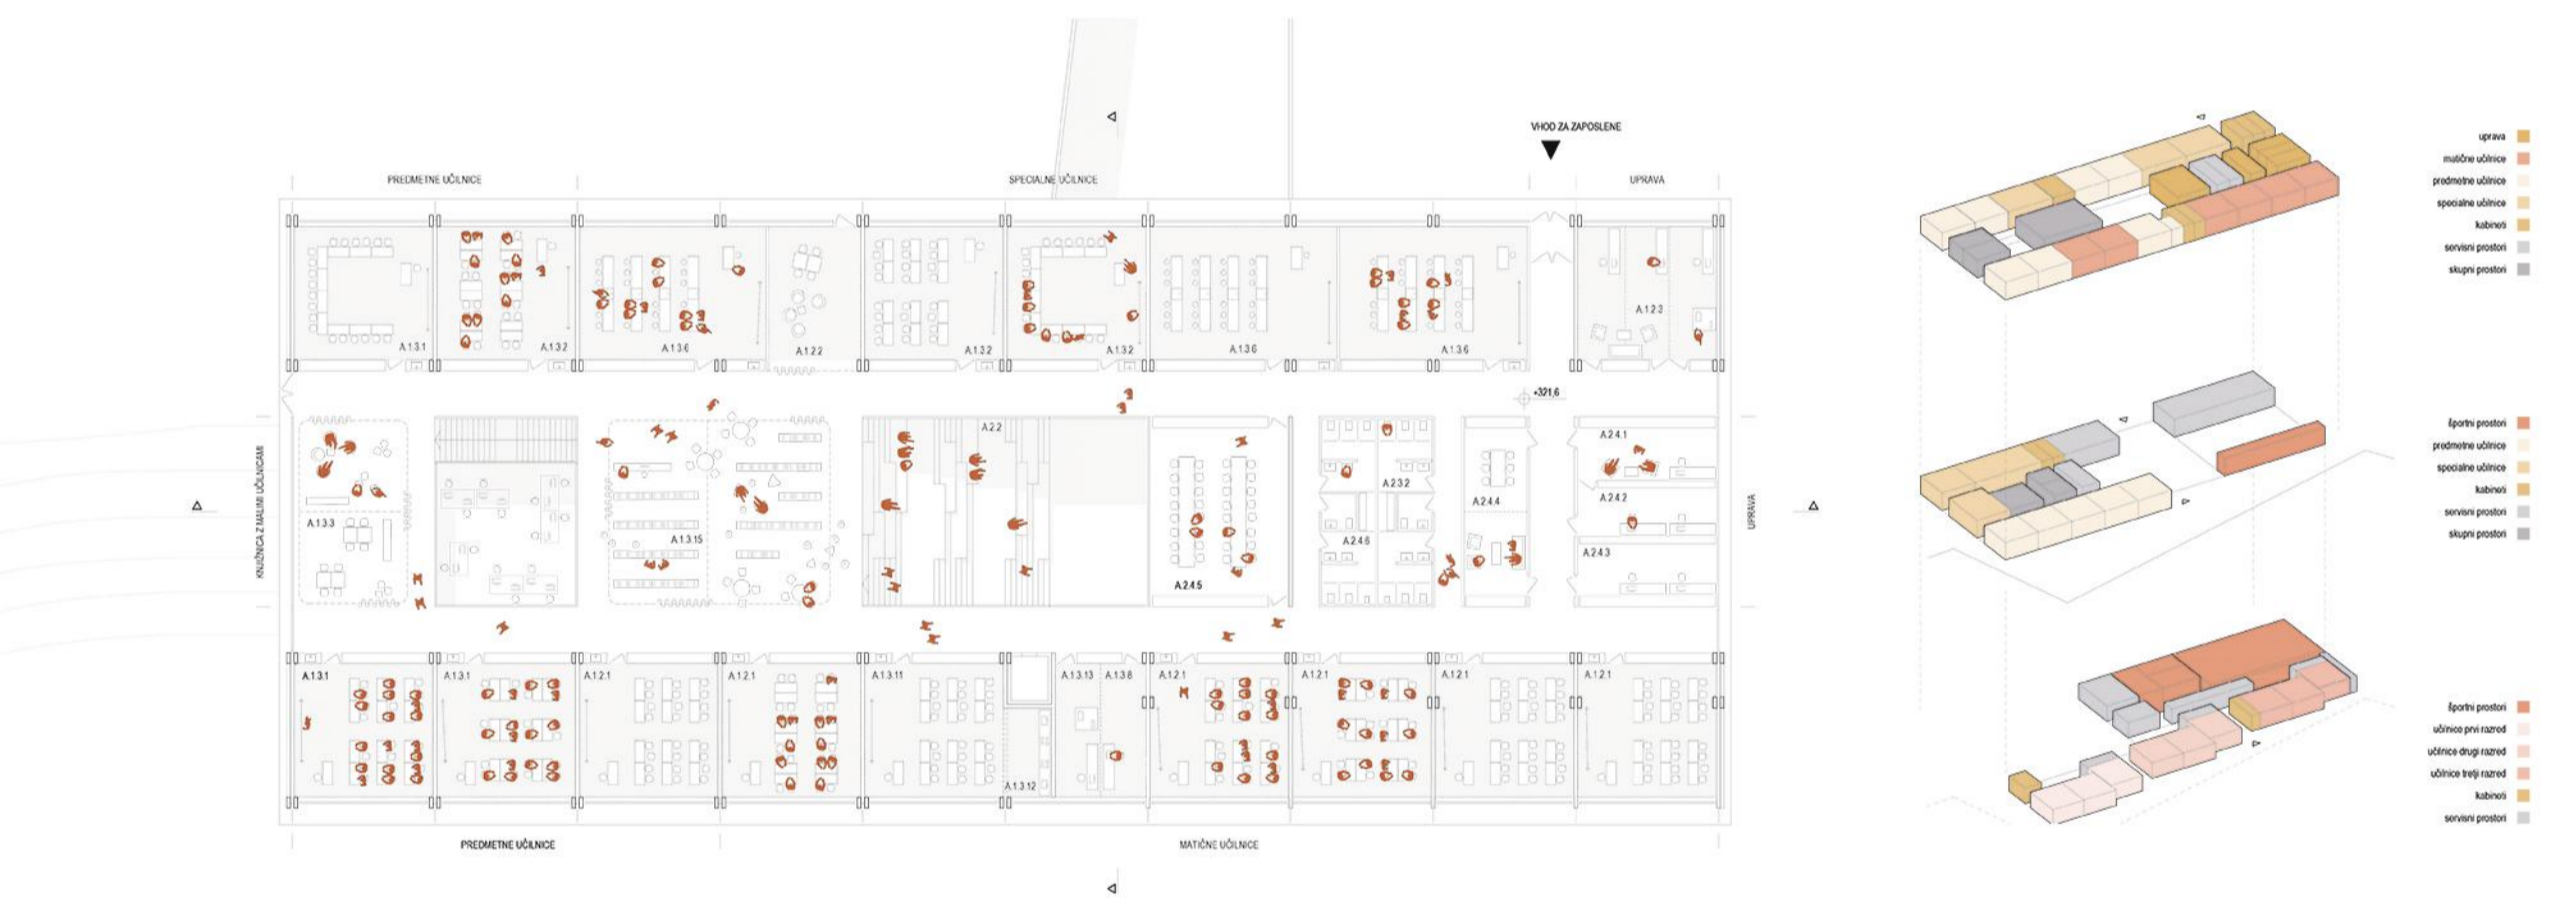 VHOD ZA ZAPOSLENE
PREDMETNE UČILNICE
SPECIALNE UČILNICE
UPRAVA
A.1.3.1
A.1.3.2
A.1.3.6
A.1.2.2
A.1.3.2
A.1.3.2
A.1.3.6
A.1.3.6
A.1.2.3
+321,6
KNJIŽNICA Z MALIMI UČILNICAMI
A.1.3.3
A.1.3.15
A.2.2
A.2.4.5
A.2.3.2
A.2.4.6
A.2.4.4
A.2.4.1
A.2.4.2
A.2.4.3
UPRAVA
A.1.3.1
A.1.3.1
A.1.2.1
A.1.2.1
A.1.3.11
A.1.3.12
A.1.3.13
A.1.3.8
A.1.2.1
A.1.2.1
A.1.2.1
A.1.2.1
PREDMETNE UČILNICE
MATIČNE UČILNICE
uprava
matične učilnice
predmetne učilnice
specialne učilnice
kabineti
servisni prostori
skupni prostori
športni prostori
predmetne učilnice
specialne učilnice
kabineti
servisni prostori
skupni prostori
športni prostori
učilnice prvi razred
učilnice drugi razred
učilnice tretji razred
kabineti
servisni prostori